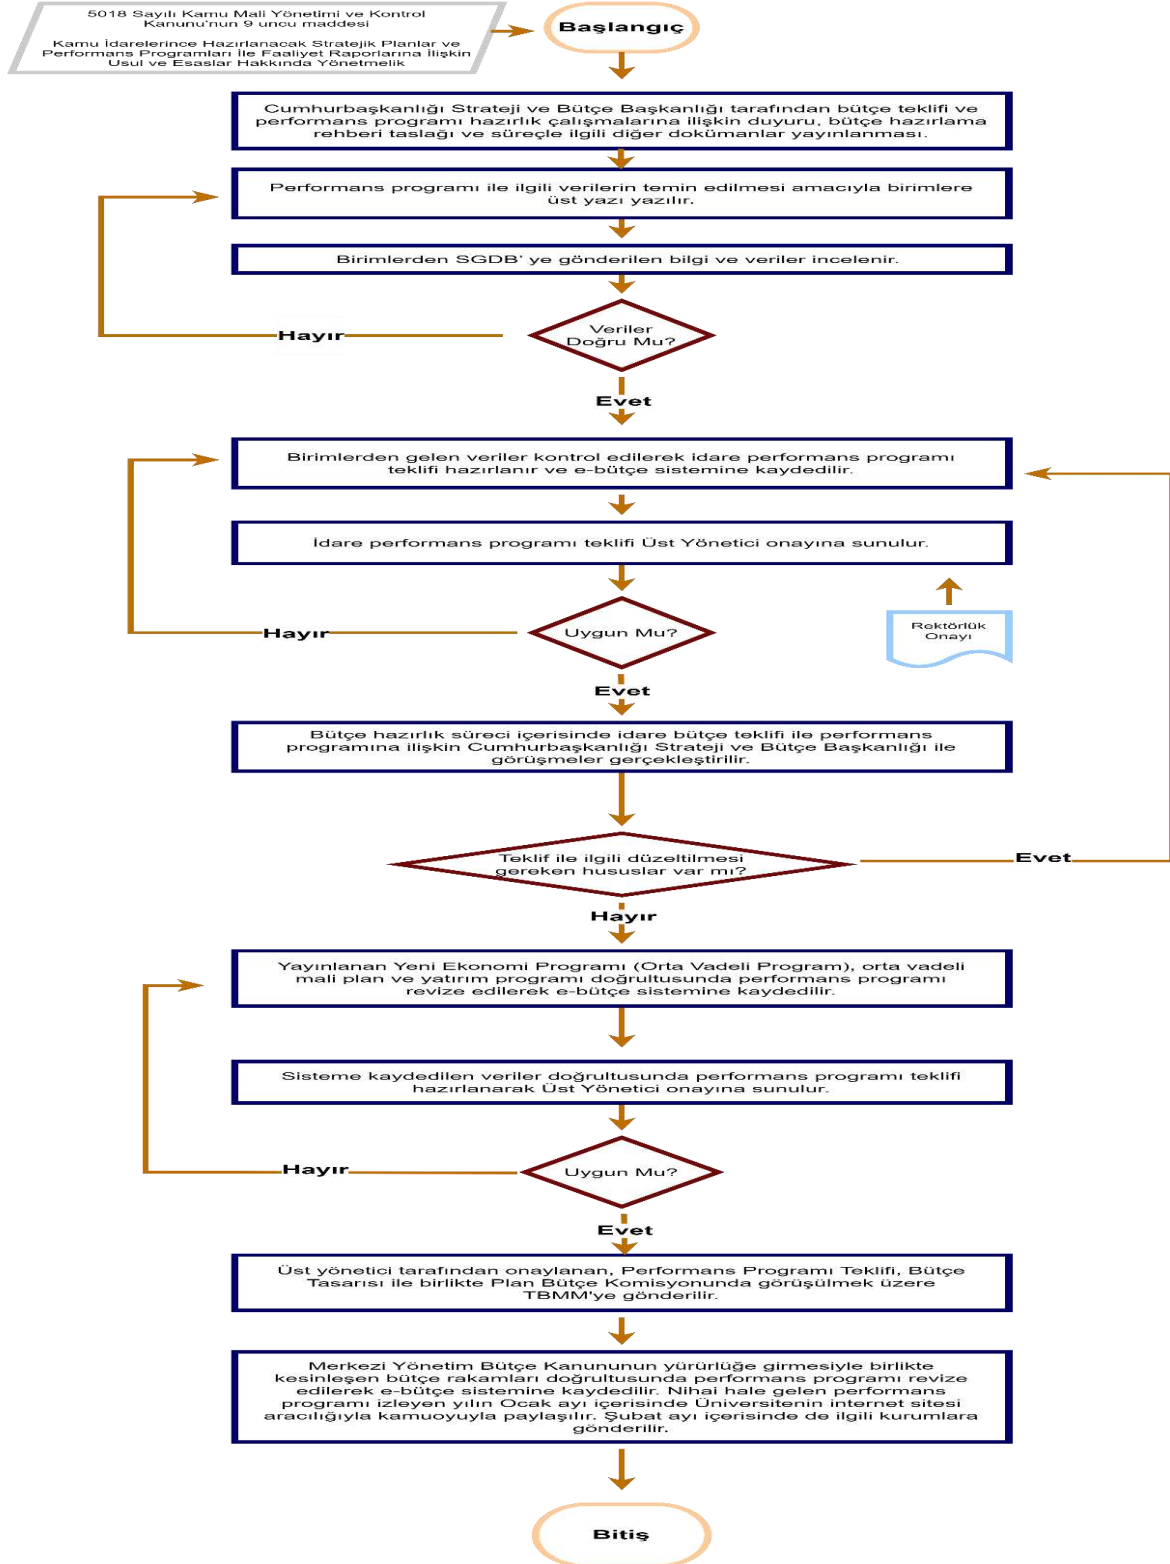 5018 Sayılı Kamu Mali Yönetimi ve Kontrol
Kanunu'nun 9 uncu maddesi
Kamu İdarelerince Hazırlanacak Stratejik Planlar ve
Performans Programları İle Faaliyet Raporlarına İlişkin
Usul ve Esaslar Hakkında Yönetmelik
Başlangıç
Cumhurbaşkanlığı Strateji ve Bütçe Başkanlığı tarafından bütçe teklifi ve
performans programı hazırlık çalışmalarına ilişkin duyuru, bütçe hazırlama
rehberi taslağı ve süreçle ilgili diğer dokümanlar yayınlanması.
Performans programı ile ilgili verilerin temin edilmesi amacıyla birimlere
üst yazı yazılır.
Birimlerden SGDB' ye gönderilen bilgi ve veriler incelenir.
Veriler
Doğru Mu?
Hayır
Evet
Birimlerden gelen veriler kontrol edilerek idare performans programı
teklifi hazırlanır ve e-bütçe sistemine kaydedilir.
İdare performans programı teklifi Üst Yönetici onayına sunulur.
Rektörlük
Onayı
Uygun Mu?
Hayır
Evet
Bütçe hazırlık süreci içerisinde idare bütçe teklifi ile performans
programına ilişkin Cumhurbaşkanlığı Strateji ve Bütçe Başkanlığı ile
görüşmeler gerçekleştirilir.
Teklif ile ilgili düzeltilmesi
gereken hususlar var mı?
Evet
Hayır
Yayınlanan Yeni Ekonomi Programı (Orta Vadeli Program), orta vadeli
mali plan ve yatırım programı doğrultusunda performans programı
revize edilerek e-bütçe sistemine kaydedilir.
Sisteme kaydedilen veriler doğrultusunda performans programı teklifi
hazırlanarak Üst Yönetici onayına sunulur.
Uygun Mu?
Hayır
Evet
Üst yönetici tarafından onaylanan, Performans Programı Teklifi, Bütçe
Tasarısı ile birlikte Plan Bütçe Komisyonunda görüşülmek üzere
TBMM'ye gönderilir.
Merkezi Yönetim Bütçe Kanununun yürürlüğe girmesiyle birlikte
kesinleşen bütçe rakamları doğrultusunda performans programı revize
edilerek e-bütçe sistemine kaydedilir. Nihai hale gelen performans
programı izleyen yılın Ocak ayı içerisinde Üniversitenin internet sitesi
aracılığıyla kamuoyuyla paylaşılır. Şubat ayı içerisinde de ilgili kurumlara
gönderilir.
Bitiş